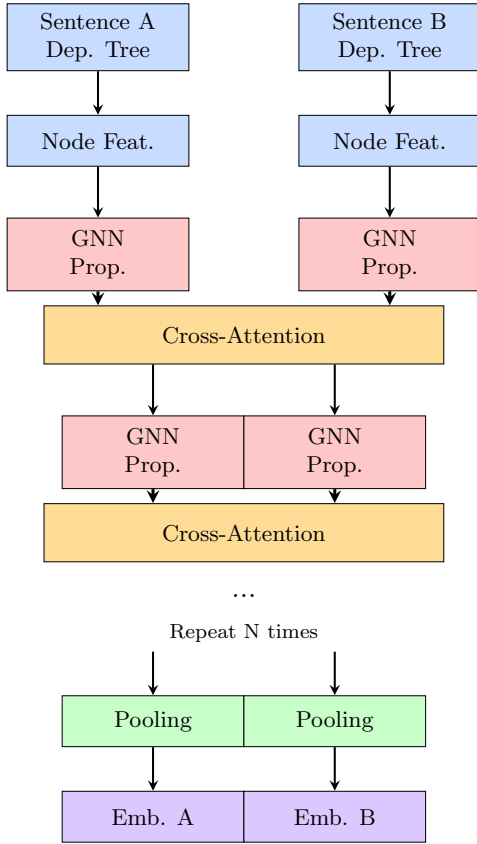 Sentence A
Dep. Tree
Sentence B
Dep. Tree
Node Feat.
Node Feat.
GNN
Prop.
GNN
Prop.
Cross-Attention
GNN
Prop.
GNN
Prop.
Cross-Attention
...
Repeat N times
Pooling
Pooling
Emb. A
Emb. B